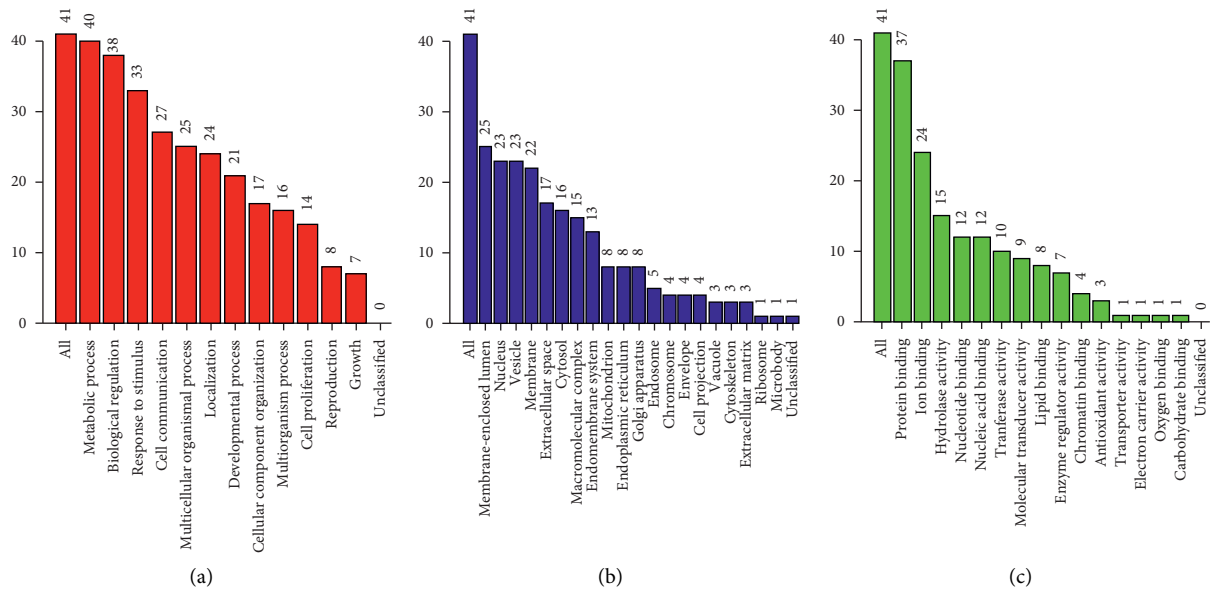 40
30
20
10
0
41
40
38
33
27
25
24
21
17
16
14
8
7
0
All
Metabolic process
Biological regulation
Response to stimulus
Cell communication
Multicellular organismal process
Localization
Developmental process
Cellular component organization
Multiorganism process
Cell proliferation
Reproduction
Growth
Unclassified
(a)
40
30
20
10
0
41
25
23
23
22
17
16
15
13
8
8
8
5
4
4
4
3
3
3
1
1
1
All
Membrane-enclosed lumen
Nucleus
Vesicle
Membrane
Extracellular space
Cytosol
Macromolecular complex
Endomembrane system
Mitochondrion
Endoplasmic reticulum
Golgi apparatus
Endosome
Chromosome
Envelope
Cell projection
Vacuole
Cytoskeleton
Extracellular matrix
Ribosome
Microbody
Unclassified
(b)
40
30
20
10
0
41
37
24
15
12
12
10
9
8
7
4
3
1
1
1
1
0
All
Protein binding
Ion binding
Hydrolase activity
Nucleotide binding
Nucleic acid binding
Tranferase activity
Molecular transducer activity
Lipid binding
Enzyme regulator activity
Chromatin binding
Antioxidant activity
Transporter activity
Electron carrier activity
Oxygen binding
Carbohydrate binding
Unclassified
(c)